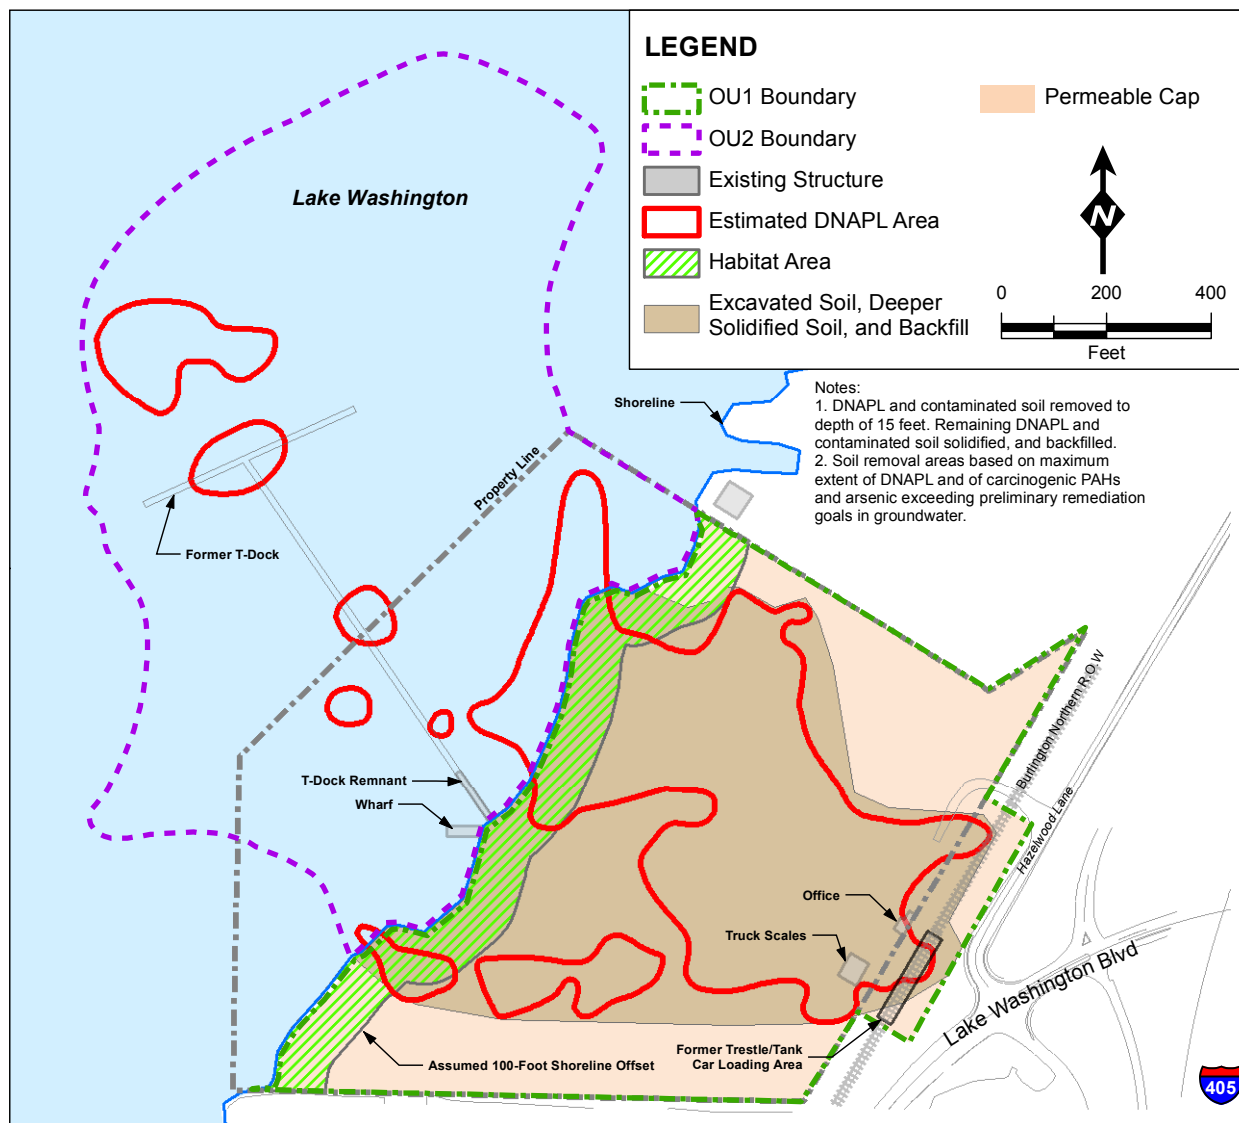 LEGEND
OU1 Boundary
OU2 Boundary
Existing Structure
Estimated DNAPL Area
Habitat Area
Excavated Soil, Deeper
Solidified Soil, and Backfill
Permeable Cap
N
0 200 400
Feet
Notes:
1. DNAPL and contaminated soil removed to
depth of 15 feet. Remaining DNAPL and
contaminated soil solidified, and backfilled.
2. Soil removal areas based on maximum
extent of DNAPL and of carcinogenic PAHs
and arsenic exceeding preliminary remediation
goals in groundwater.
Lake Washington
Shoreline
Property Line
Former T-Dock
T-Dock Remnant
Wharf
Burlington Northern R O W
Hazelwood Lane
Office
Truck Scales
Lake Washington Blvd
Former Trestle/Tank
Car Loading Area
Assumed 100-Foot Shoreline Offset
405